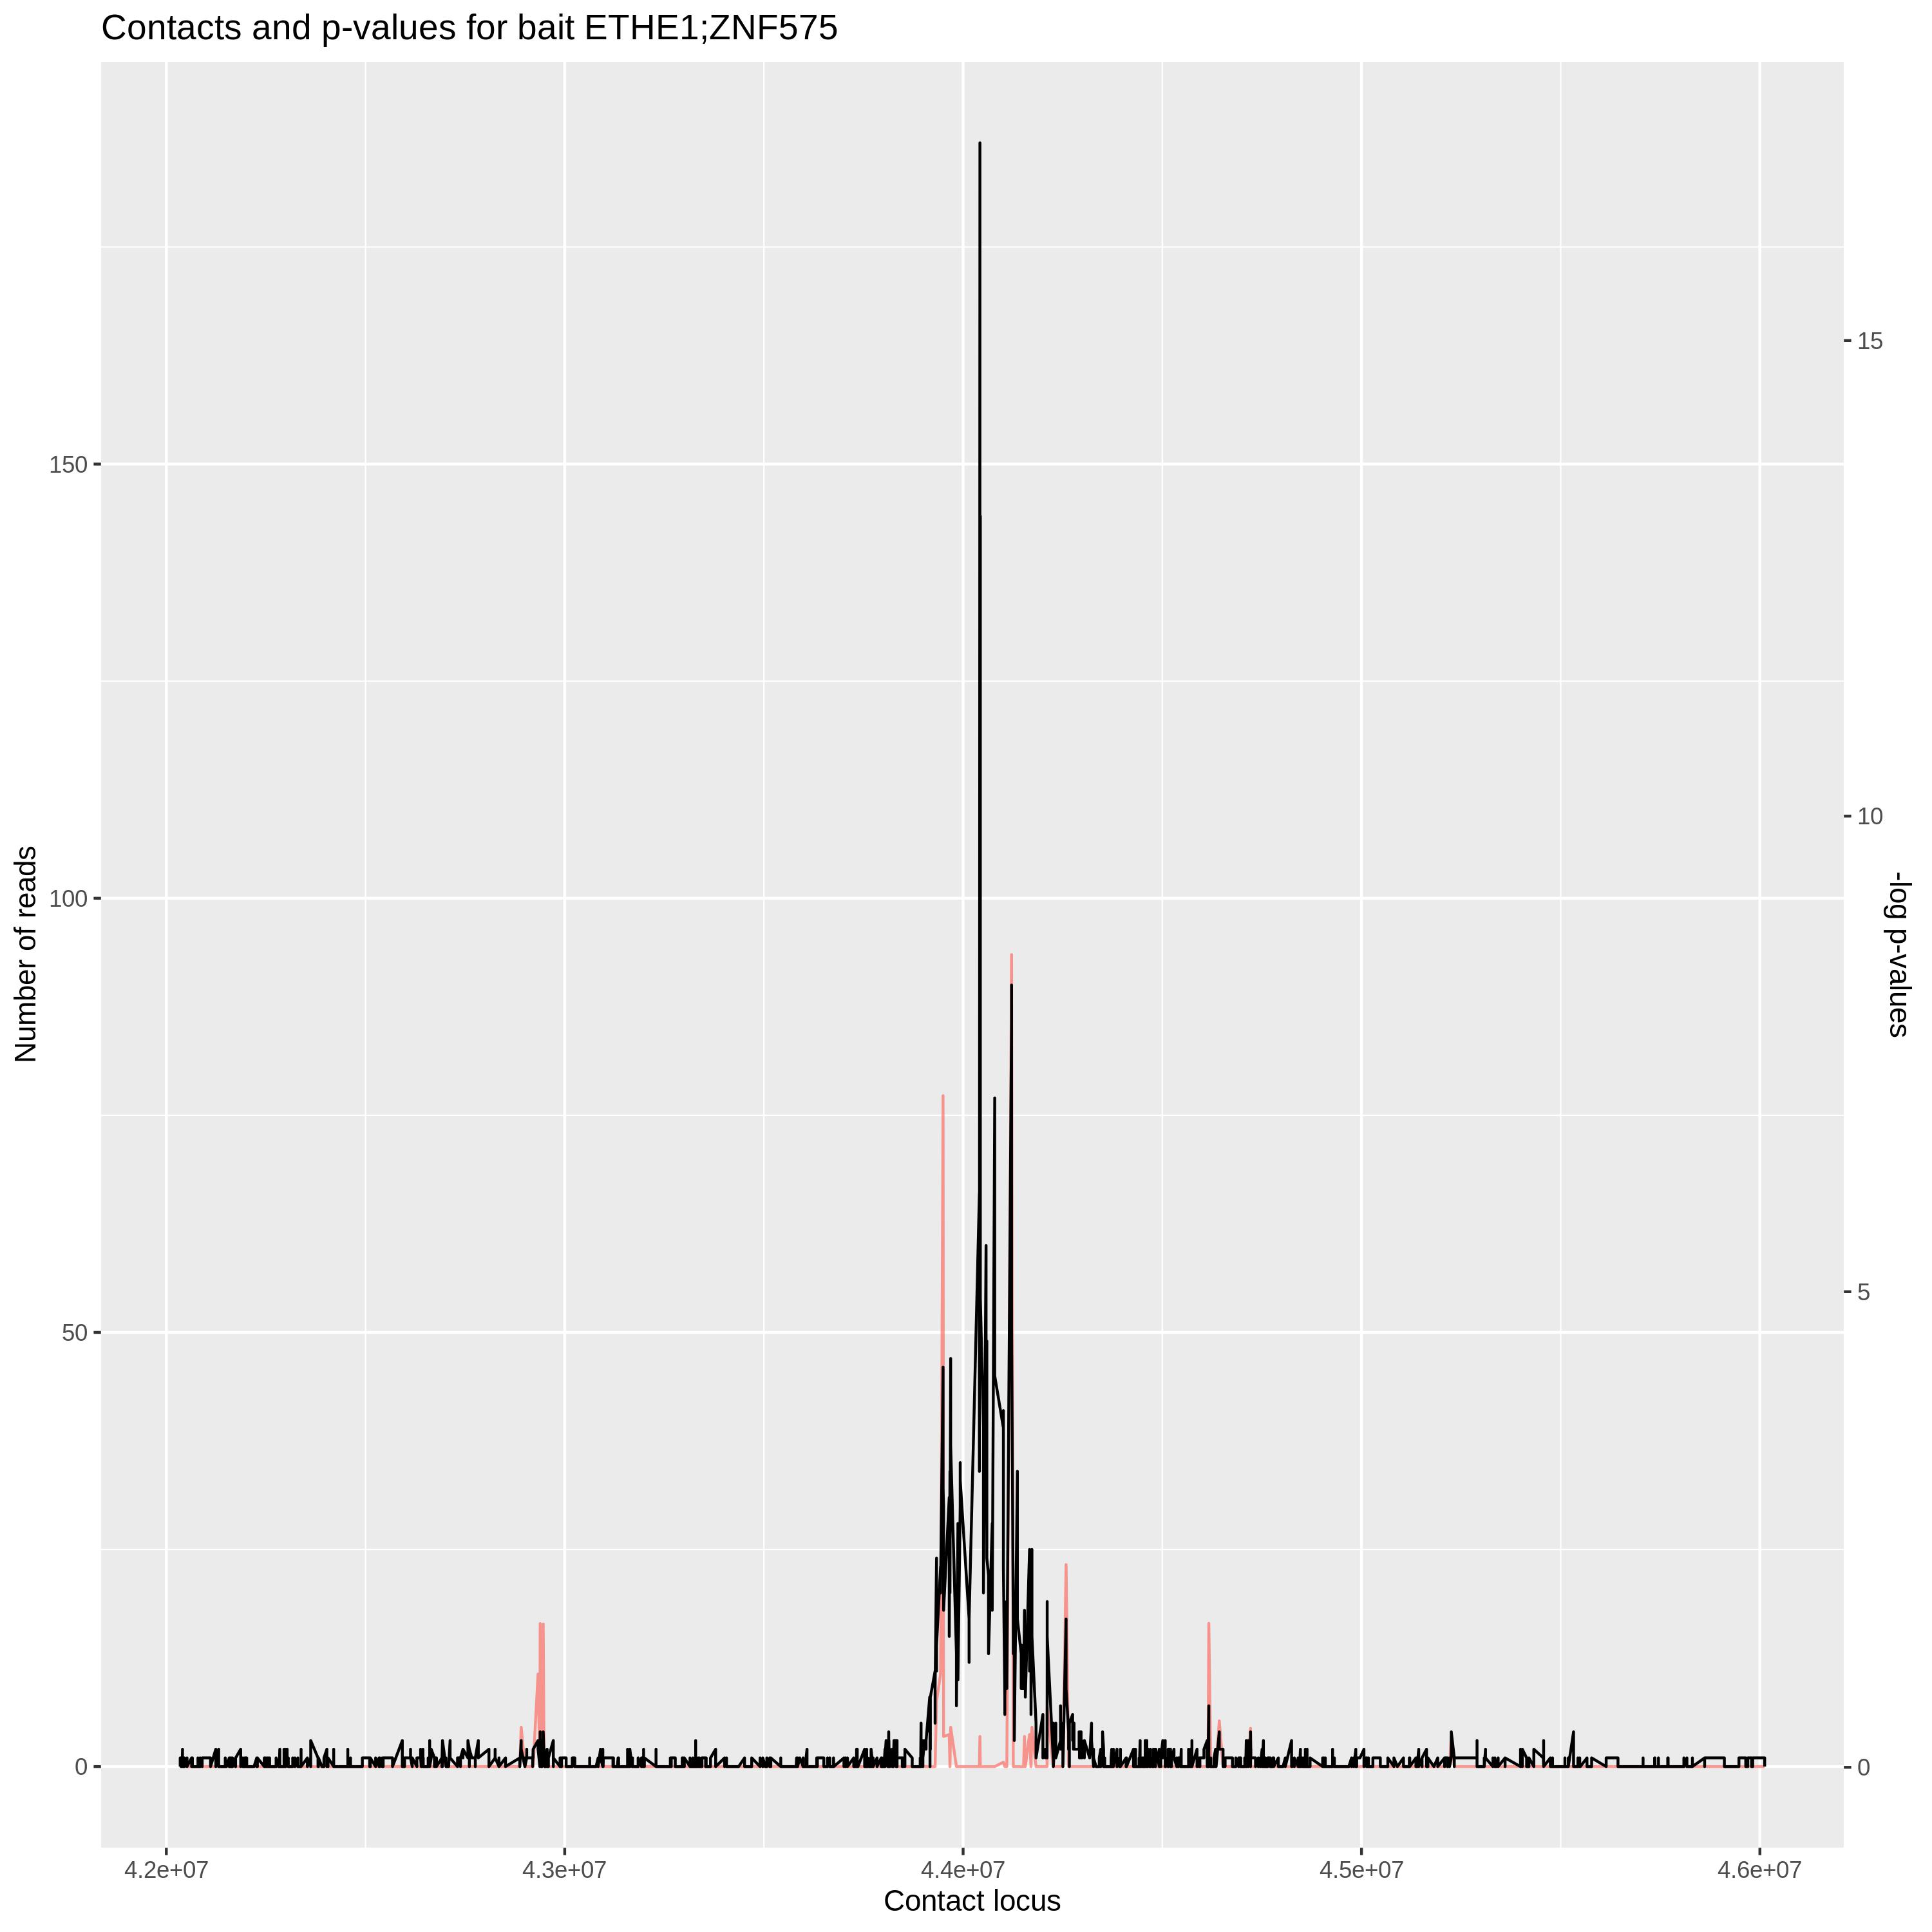 Contacts and p-values for bait ETHE1;ZNF575
150
100
50
0
Number of reads
15
10
5
0
-log p-values
4.2e+07
4.3e+07
4.4e+07
4.5e+07
4.6e+07
Contact locus